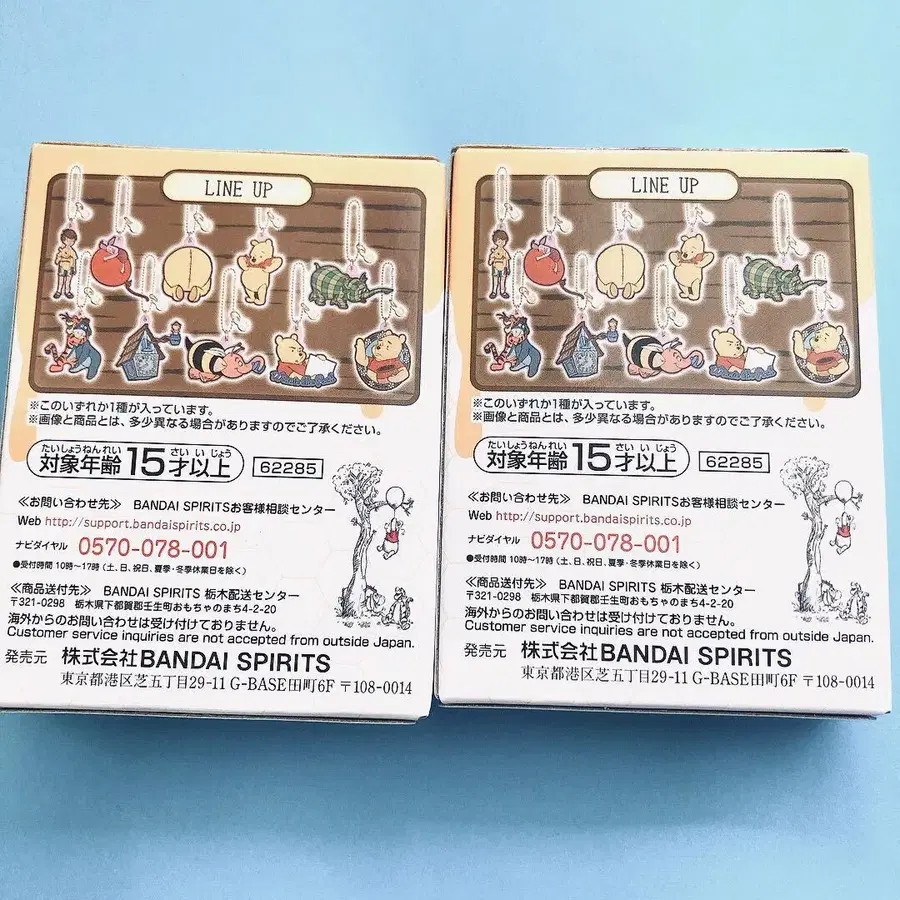 LINE UP
※このいずれか1種が入っています。
※画像と商品とは、多少異なる場合がありますのでご了承ください。
たいしょうねんれい さい いじょう
対象年齢 15才以上 62285
≪お問い合わせ先≫ BANDAI SPIRITSお客様相談センター
Web http://support.bandaispirits.co.jp
ナビダイヤル 0570-078-001
●受付時間 10時〜17時 (土、日、祝日、夏季・冬季休業日を除く)
≪商品送付先≫ BANDAI SPIRITS 栃木配送センター
〒321-0298 栃木県下都賀郡壬生町おもちゃのまち4-2-20
海外からのお問い合わせは受け付けておりません。
Customer service inquiries are not accepted from outside Japan.
発売元 株式会社BANDAI SPIRITS
東京都港区芝五丁目29-11 G-BASE田町6F 〒108-0014
LINE UP
※このいずれか1種が入っています。
※画像と商品とは、多少異なる場合がありますのでご了承ください。
たいしょうねんれい さい いじょう
対象年齢 15才以上 62285
≪お問い合わせ先≫ BANDAI SPIRITSお客様相談センター
Web http://support.bandaispirits.co.jp
ナビダイヤル 0570-078-001
●受付時間 10時〜17時 (土、日、祝日、夏季・冬季休業日を除く)
≪商品送付先≫ BANDAI SPIRITS 栃木配送センター
〒321-0298 栃木県下都賀郡壬生町おもちゃのまち4-2-20
海外からのお問い合わせは受け付けておりません。
Customer service inquiries are not accepted from outside Japan.
発売元 株式会社BANDAI SPIRITS
東京都港区芝五丁目29-11 G-BASE田町6F 〒108-0014